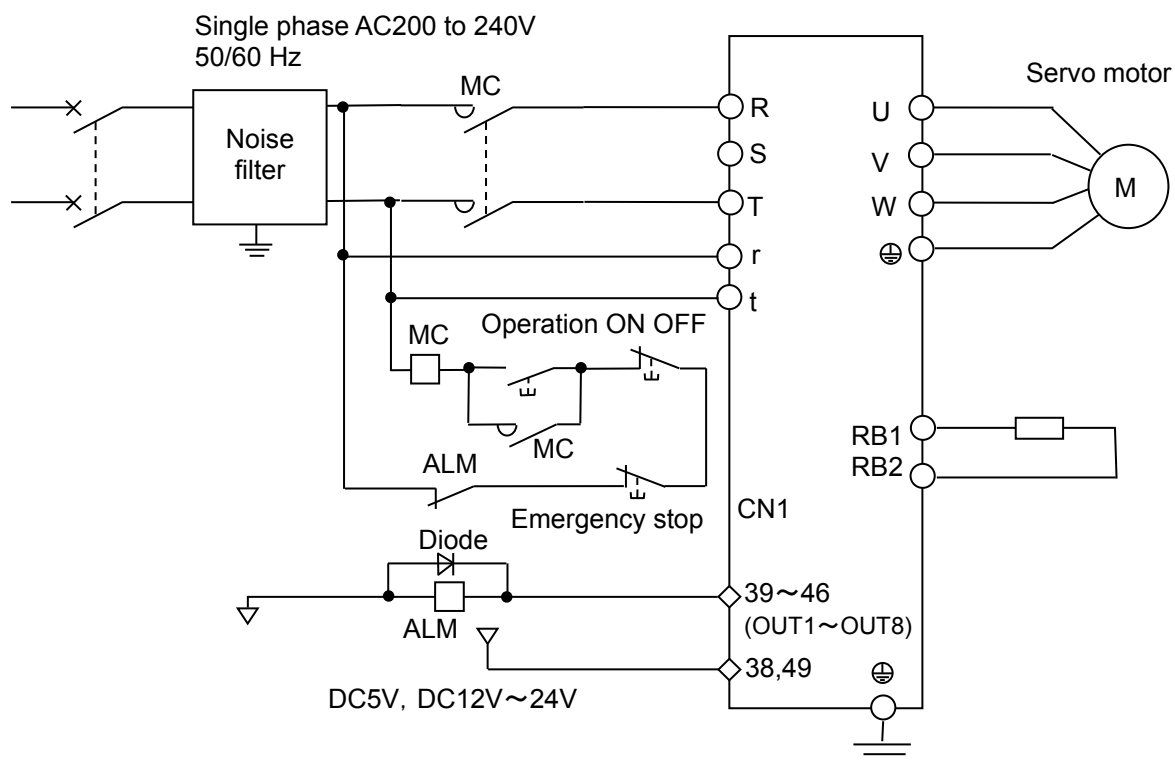 Single phase AC200 to 240V
50/60 Hz
MC
Servo motor
Noise
filter
R
S
T
r
t
U
V
W
M
MC
Operation ON OFF
MC
ALM
Emergency stop
CN1
RB1
RB2
Diode
ALM
39～46
(OUT1～OUT8)
38,49
DC5V, DC12V～24V